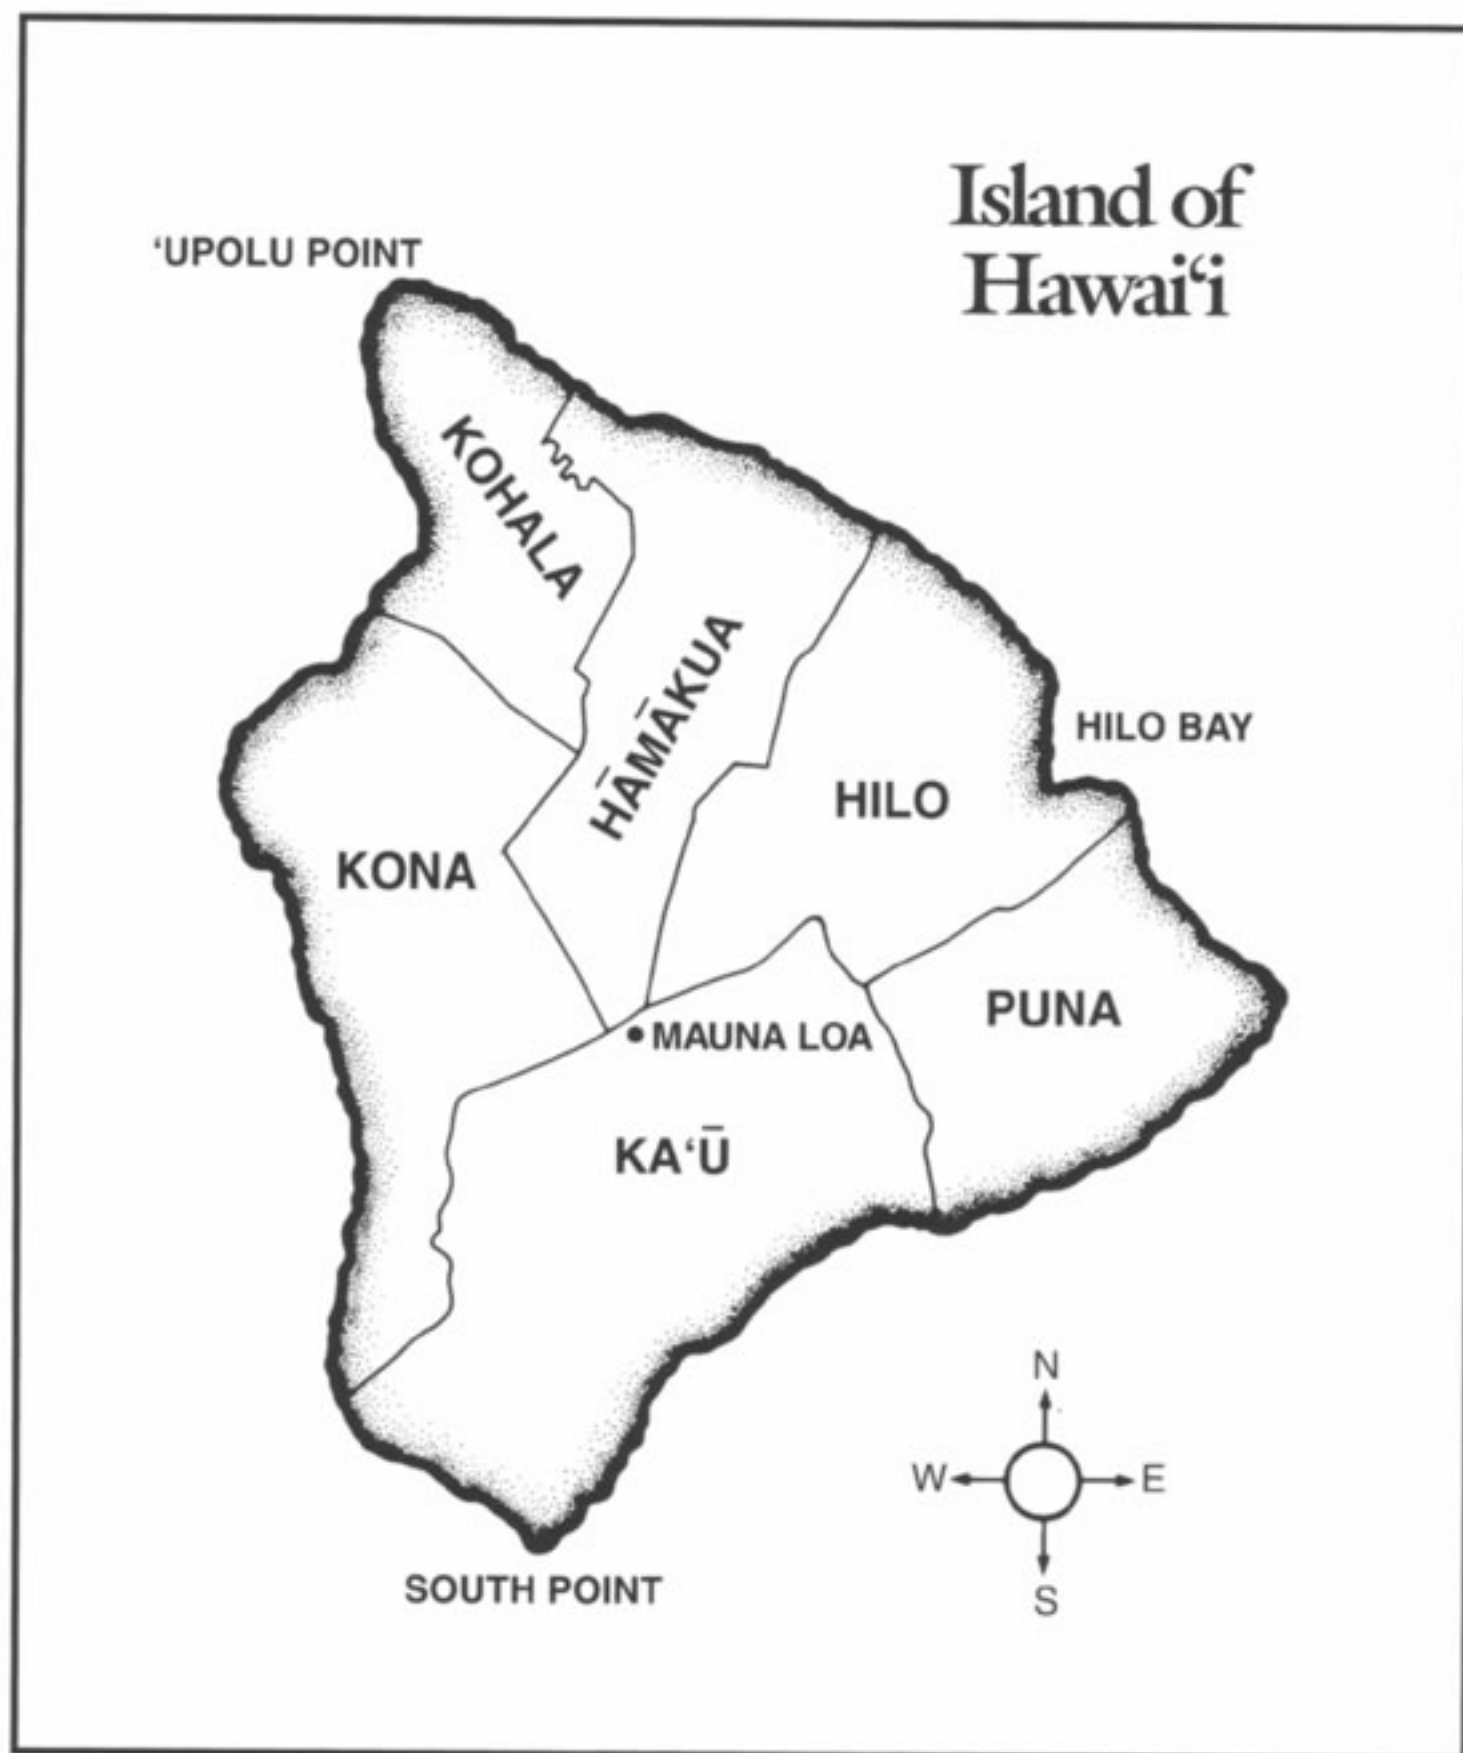 Island of
Hawai‘i
‘UPOLU POINT
KOHALA
HĀMĀKUA
HILO BAY
HILO
KONA
PUNA
MAUNA LOA
KA‘Ū
N
W E
S
SOUTH POINT